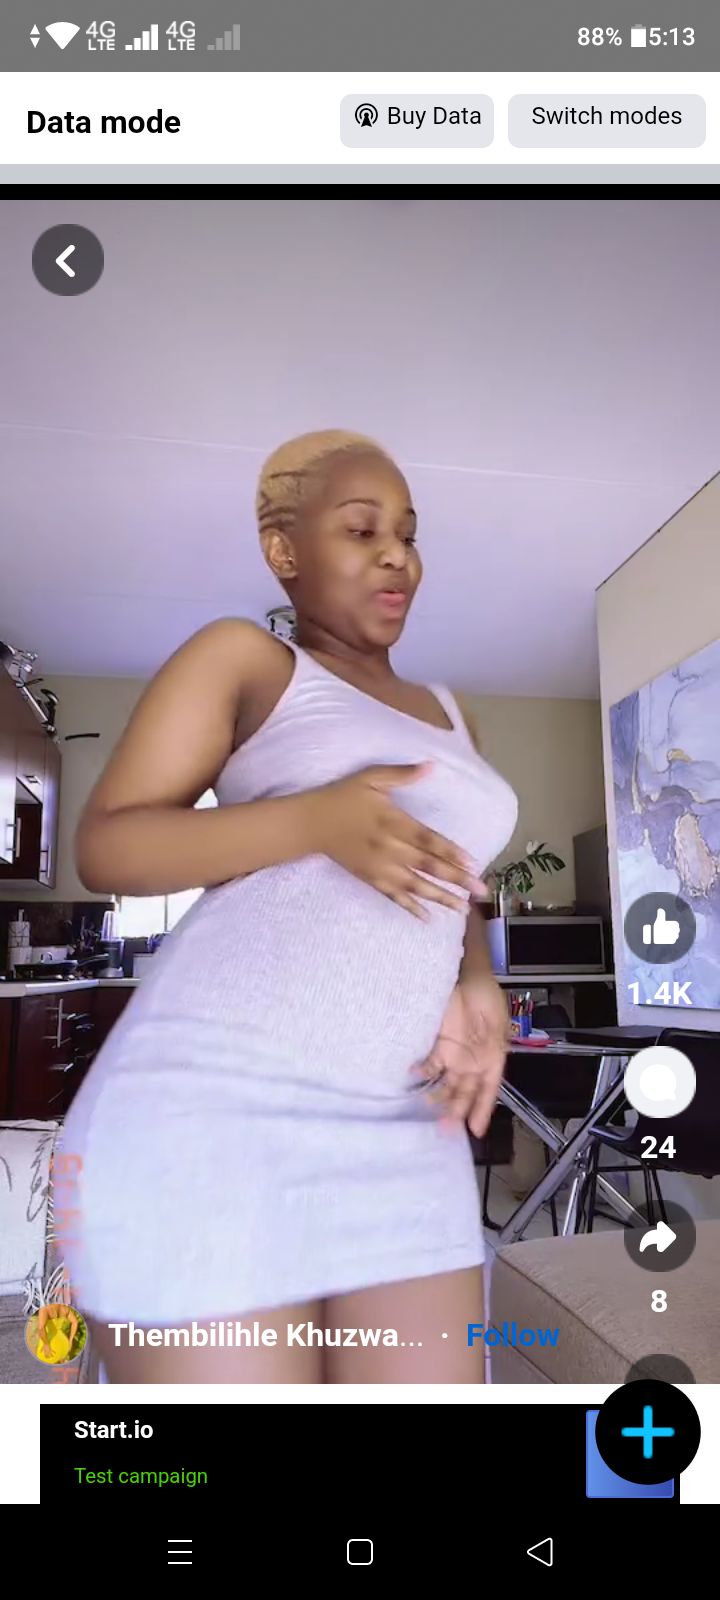 4G LTE 4G LTE 88% 5:13
Data mode Buy Data Switch modes
1.4K
24
8
Thembilihle Khuzwa... · Follow
Start.io
Test campaign